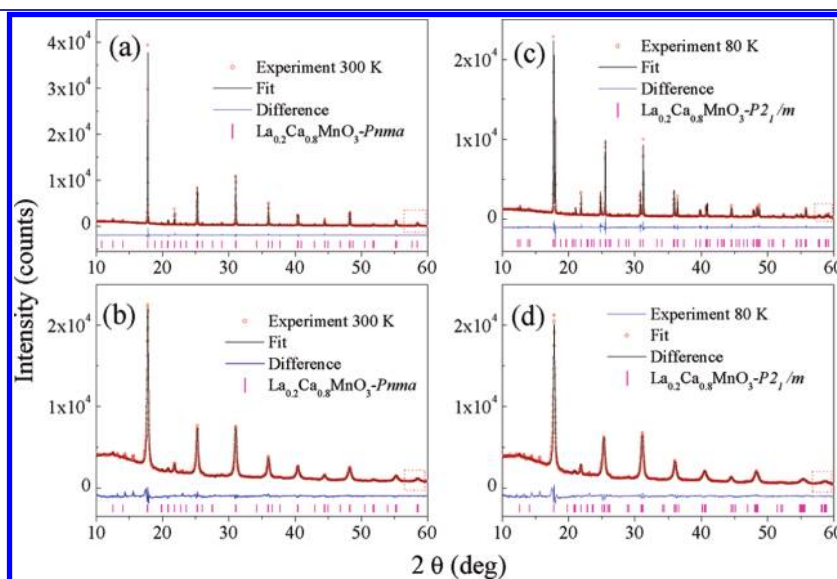 Intensity (counts)
(a)
Experiment 300 K
Fit
Difference
La0.2Ca0.8MnO3-Pnma
4x10^4
3x10^4
2x10^4
1x10^4
0
10 20 30 40 50 60
(c)
Experiment 80 K
Fit
Difference
La0.2Ca0.8MnO3-P21/m
2x10^4
1x10^4
0
10 20 30 40 50 60
(b)
Experiment 300 K
Fit
Difference
La0.2Ca0.8MnO3-Pnma
2x10^4
1x10^4
0
10 20 30 40 50 60
(d)
Experiment 80 K
Fit
Difference
La0.2Ca0.8MnO3-P21/m
2x10^4
1x10^4
0
10 20 30 40 50 60
2 θ (deg)